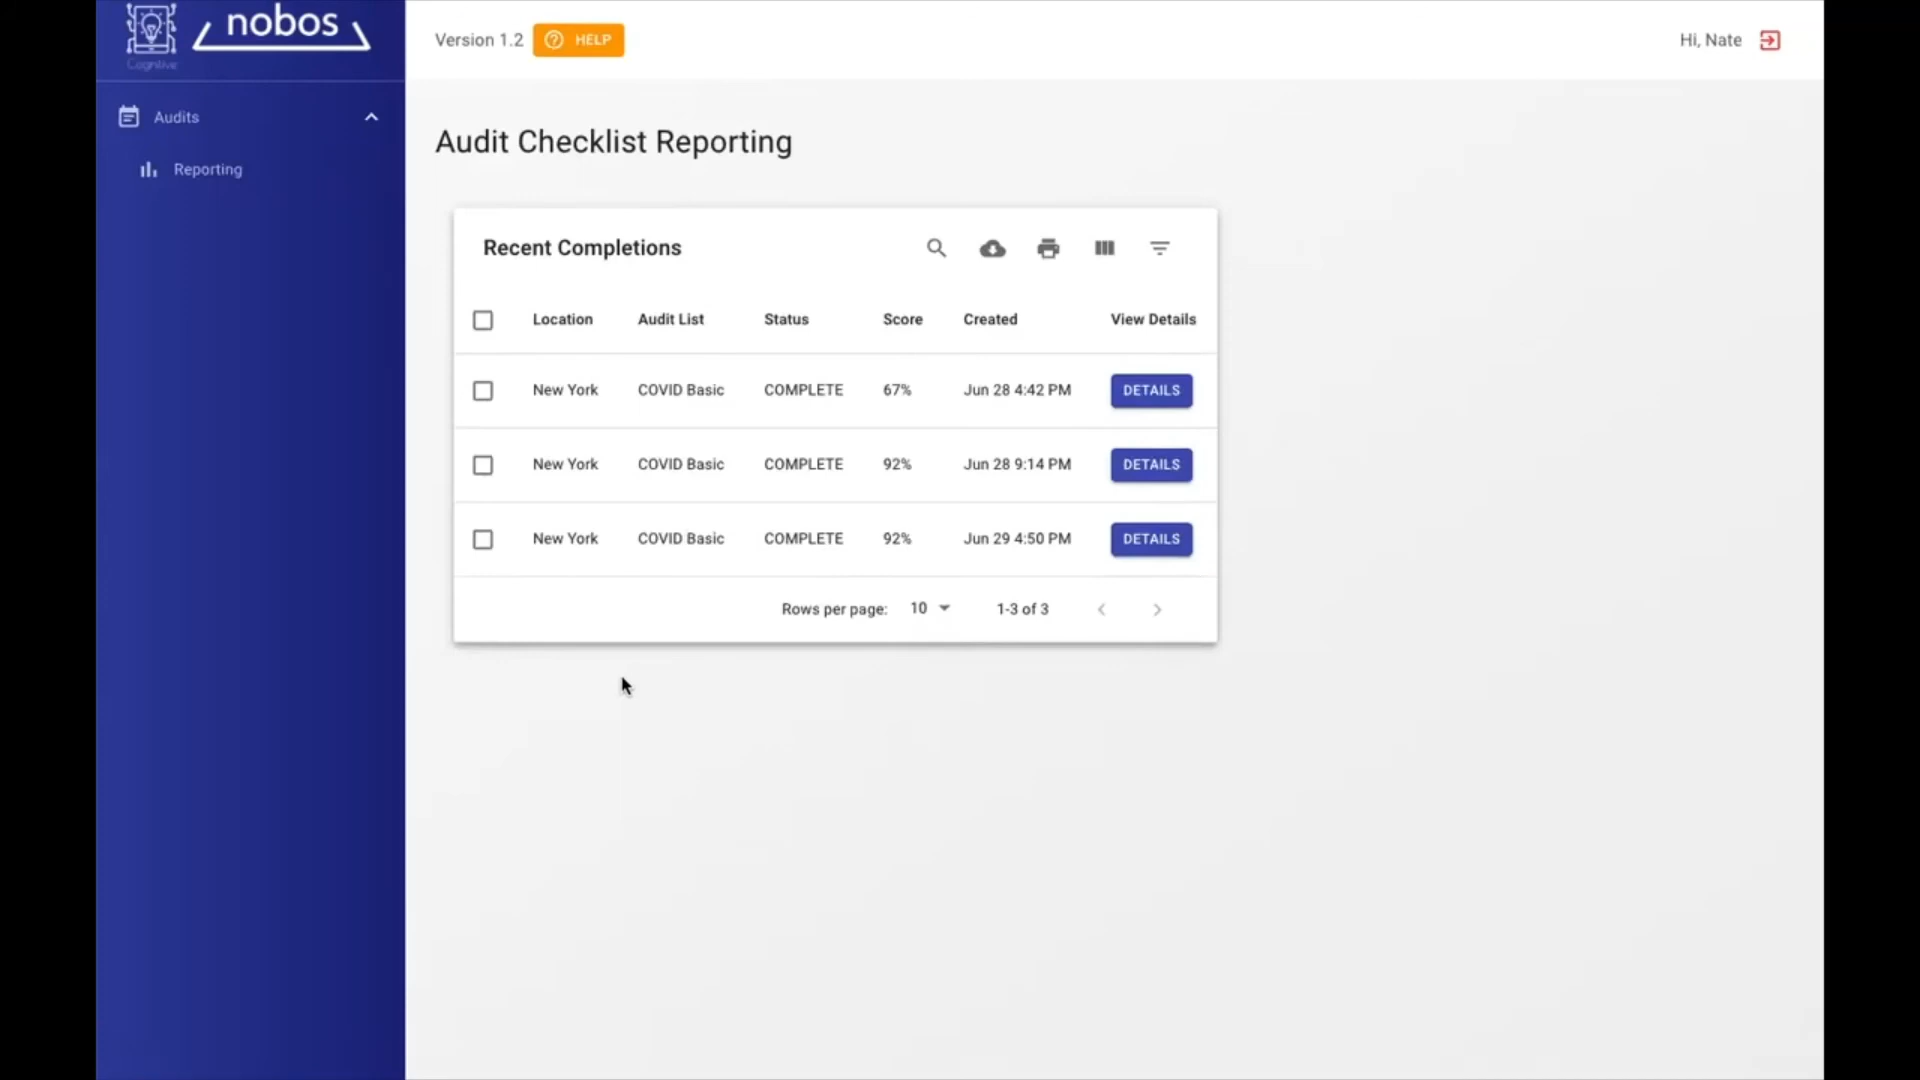 nobos
Cognitive
Version 1.2
HELP
Hi, Nate
Audits
Reporting
Audit Checklist Reporting
Recent Completions
Location Audit List Status Score Created View Details
New York COVID Basic COMPLETE 67% Jun 28 4:42 PM DETAILS
New York COVID Basic COMPLETE 92% Jun 28 9:14 PM DETAILS
New York COVID Basic COMPLETE 92% Jun 29 4:50 PM DETAILS
Rows per page: 10 1-3 of 3